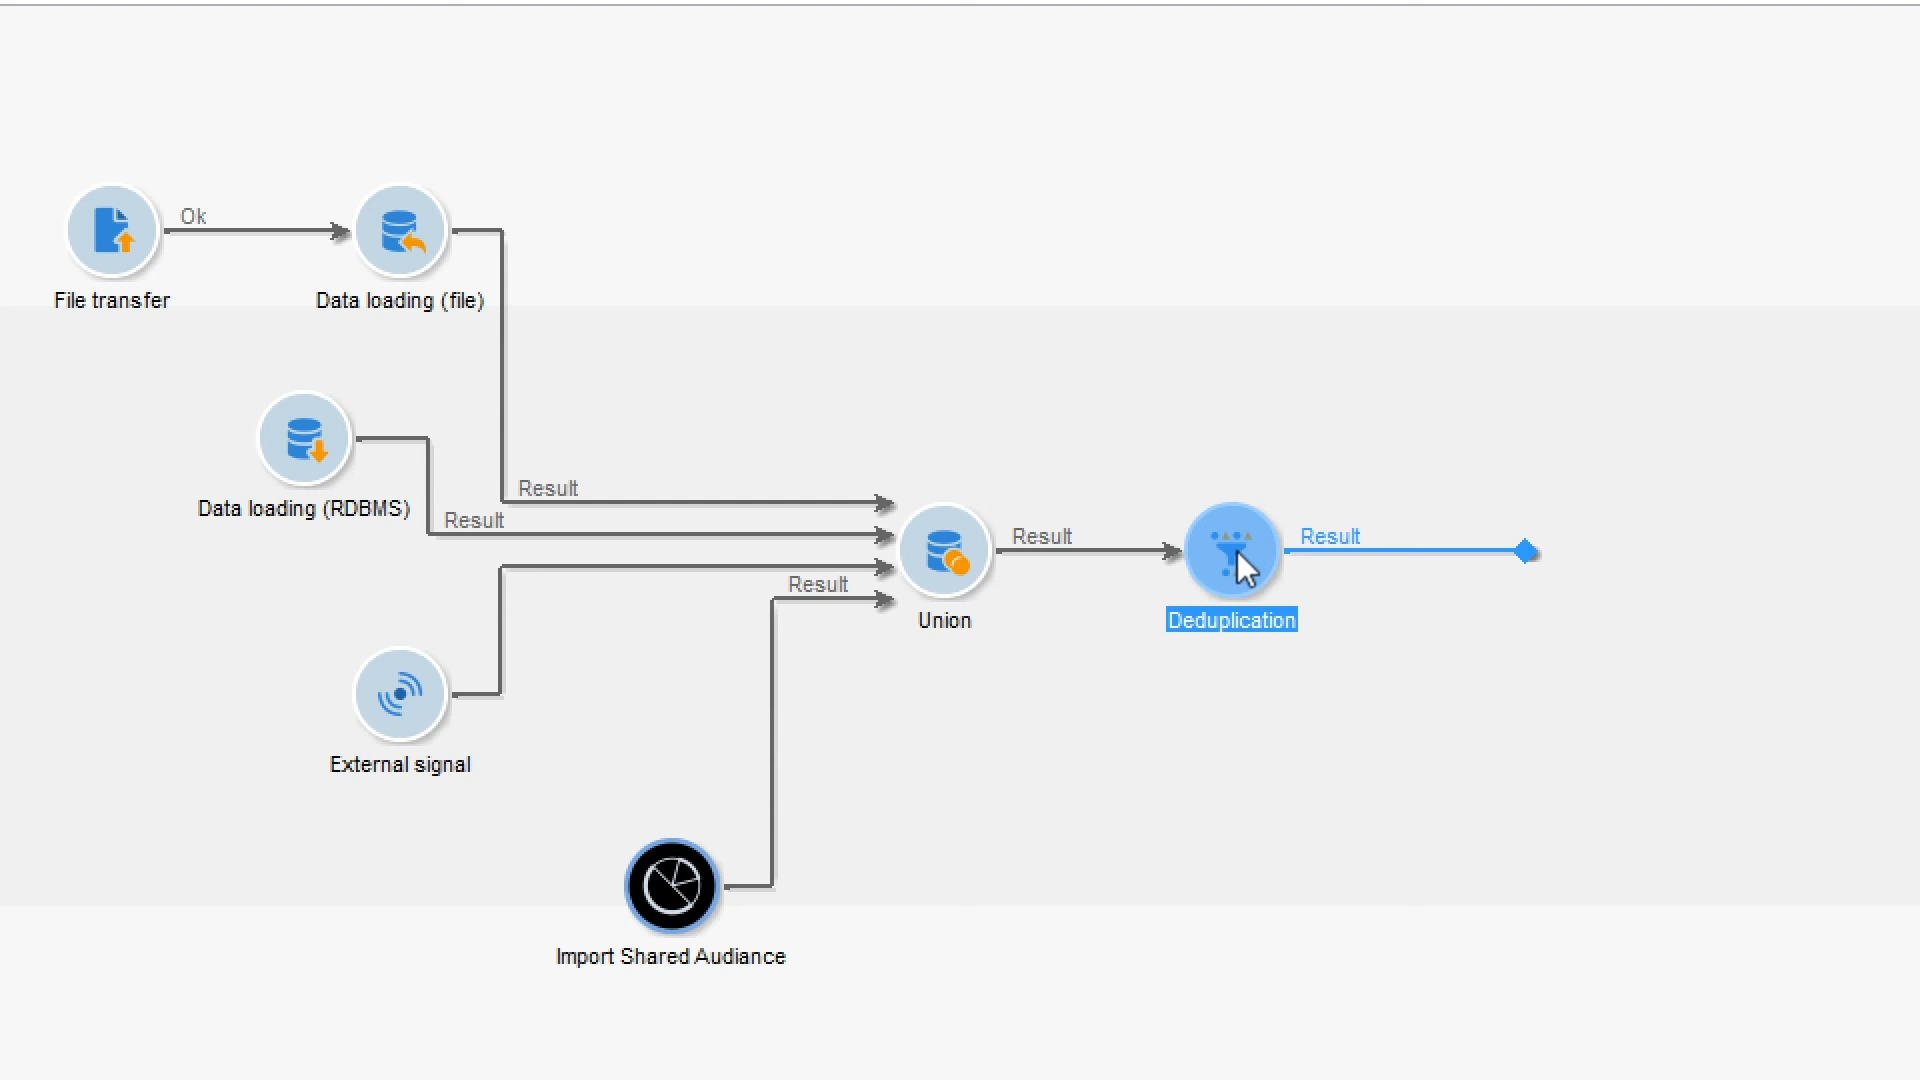 Ok
File transfer
Data loading (file)
Result
Data loading (RDBMS)
Result
Result
Result
Result
Union
Deduplication
External signal
Import Shared Audiance